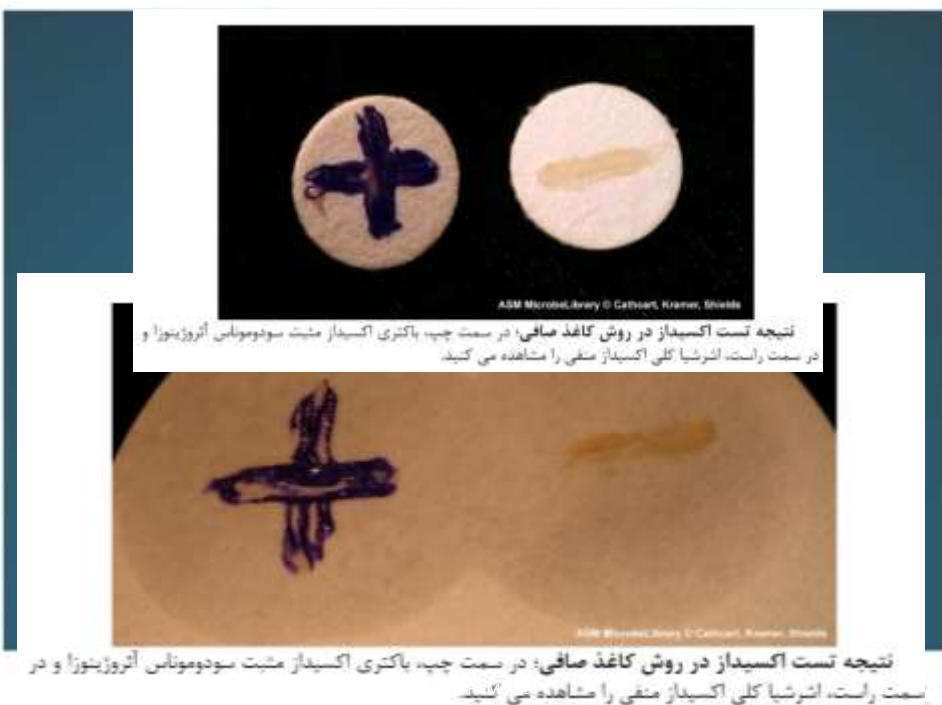 ASM MicrobeLibrary © Cathcart, Kramer, Shields
نتیجه تست اکسیداز در روش کاغذ صافی؛ در سمت چپ، باکتری اکسیداز مثبت سودوموناس آئروژینوزا و
در سمت راست، اشرشیا کلی اکسیداز منفی را مشاهده می کنید.
ASM MicrobeLibrary © Cathcart, Kramer, Shields
نتیجه تست اکسیداز در روش کاغذ صافی؛ در سمت چپ، باکتری اکسیداز مثبت سودوموناس آئروژینوزا و در
سمت راست، اشرشیا کلی اکسیداز منفی را مشاهده می کنید.